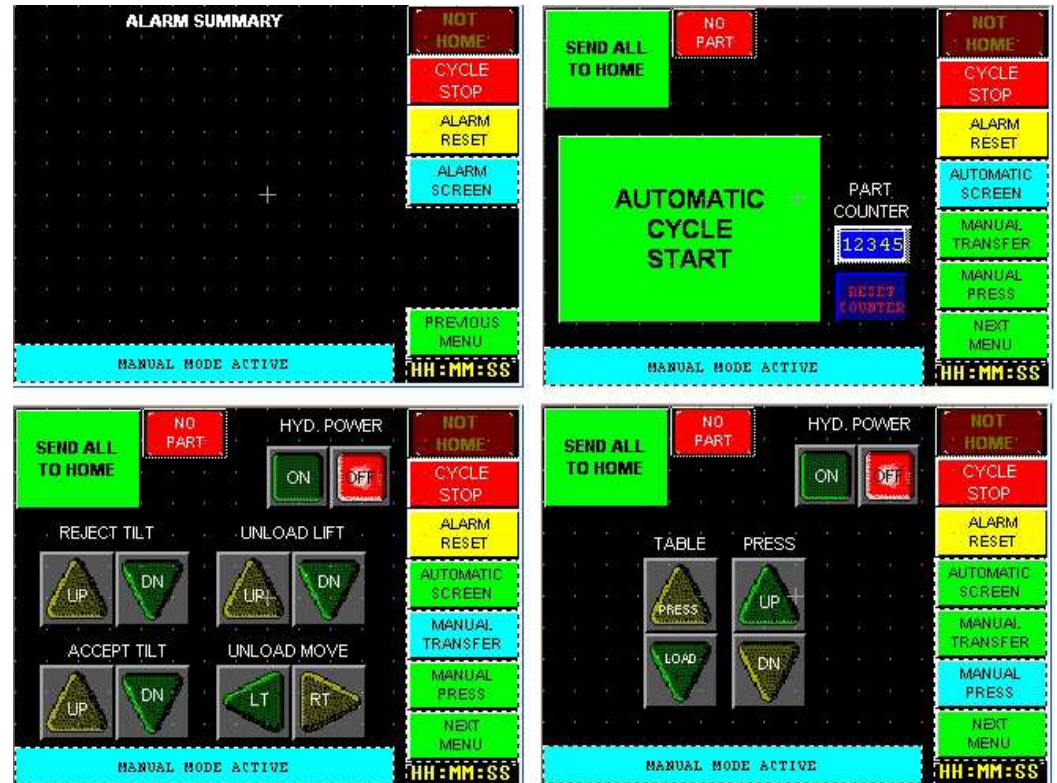 ALARM SUMMARY
NOT
HOME
CYCLE
STOP
ALARM
RESET
ALARM
SCREEN
PREVIOUS
MENU
MANUAL MODE ACTIVE
HH:MM:SS
SEND ALL
TO HOME
NO
PART
NOT
HOME
CYCLE
STOP
ALARM
RESET
AUTOMATIC
SCREEN
AUTOMATIC
CYCLE
START
PART
COUNTER
12345
RESET
COUNTER
MANUAL
TRANSFER
MANUAL
PRESS
NEXT
MENU
MANUAL MODE ACTIVE
HH:MM:SS
SEND ALL
TO HOME
NO
PART
HYD. POWER
ON
OFF
NOT
HOME
CYCLE
STOP
ALARM
RESET
REJECT TILT
UP
DN
UNLOAD LIFT
UP
DN
AUTOMATIC
SCREEN
MANUAL
TRANSFER
ACCEPT TILT
UP
DN
UNLOAD MOVE
LT
RT
MANUAL
PRESS
NEXT
MENU
MANUAL MODE ACTIVE
HH:MM:SS
SEND ALL
TO HOME
NO
PART
HYD. POWER
ON
OFF
NOT
HOME
CYCLE
STOP
ALARM
RESET
TABLE
PRESS
PRESS
UP
LOAD
DN
AUTOMATIC
SCREEN
MANUAL
TRANSFER
MANUAL
PRESS
NEXT
MENU
MANUAL MODE ACTIVE
HH:MM:SS